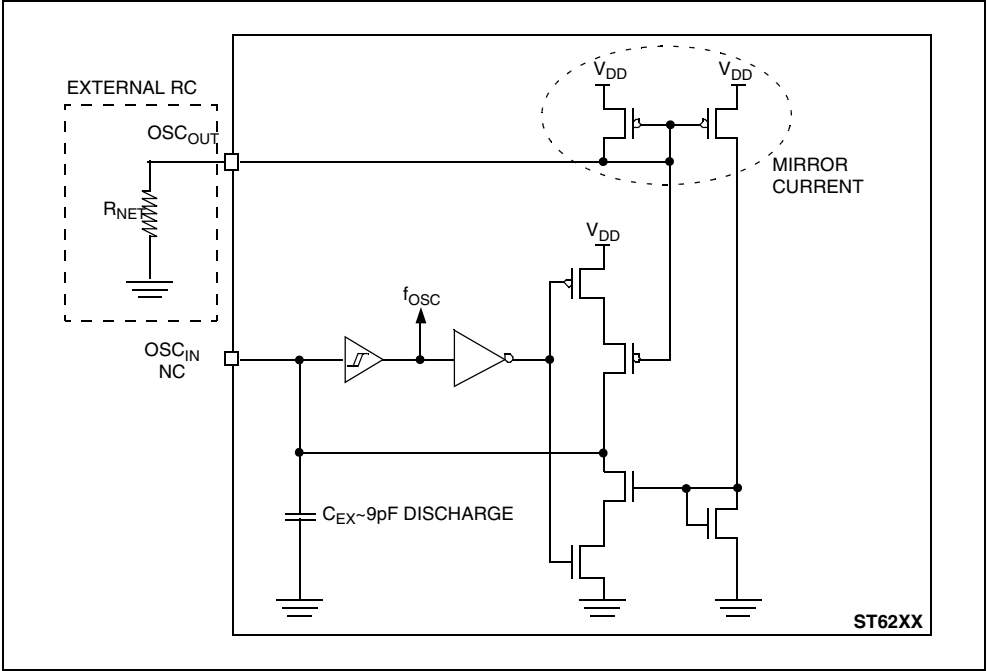 EXTERNAL RC
OSCOUT
RNET
OSCIN
NC
VDD
VDD
MIRROR
CURRENT
VDD
fOSC
CEX~9pF DISCHARGE
ST62XX